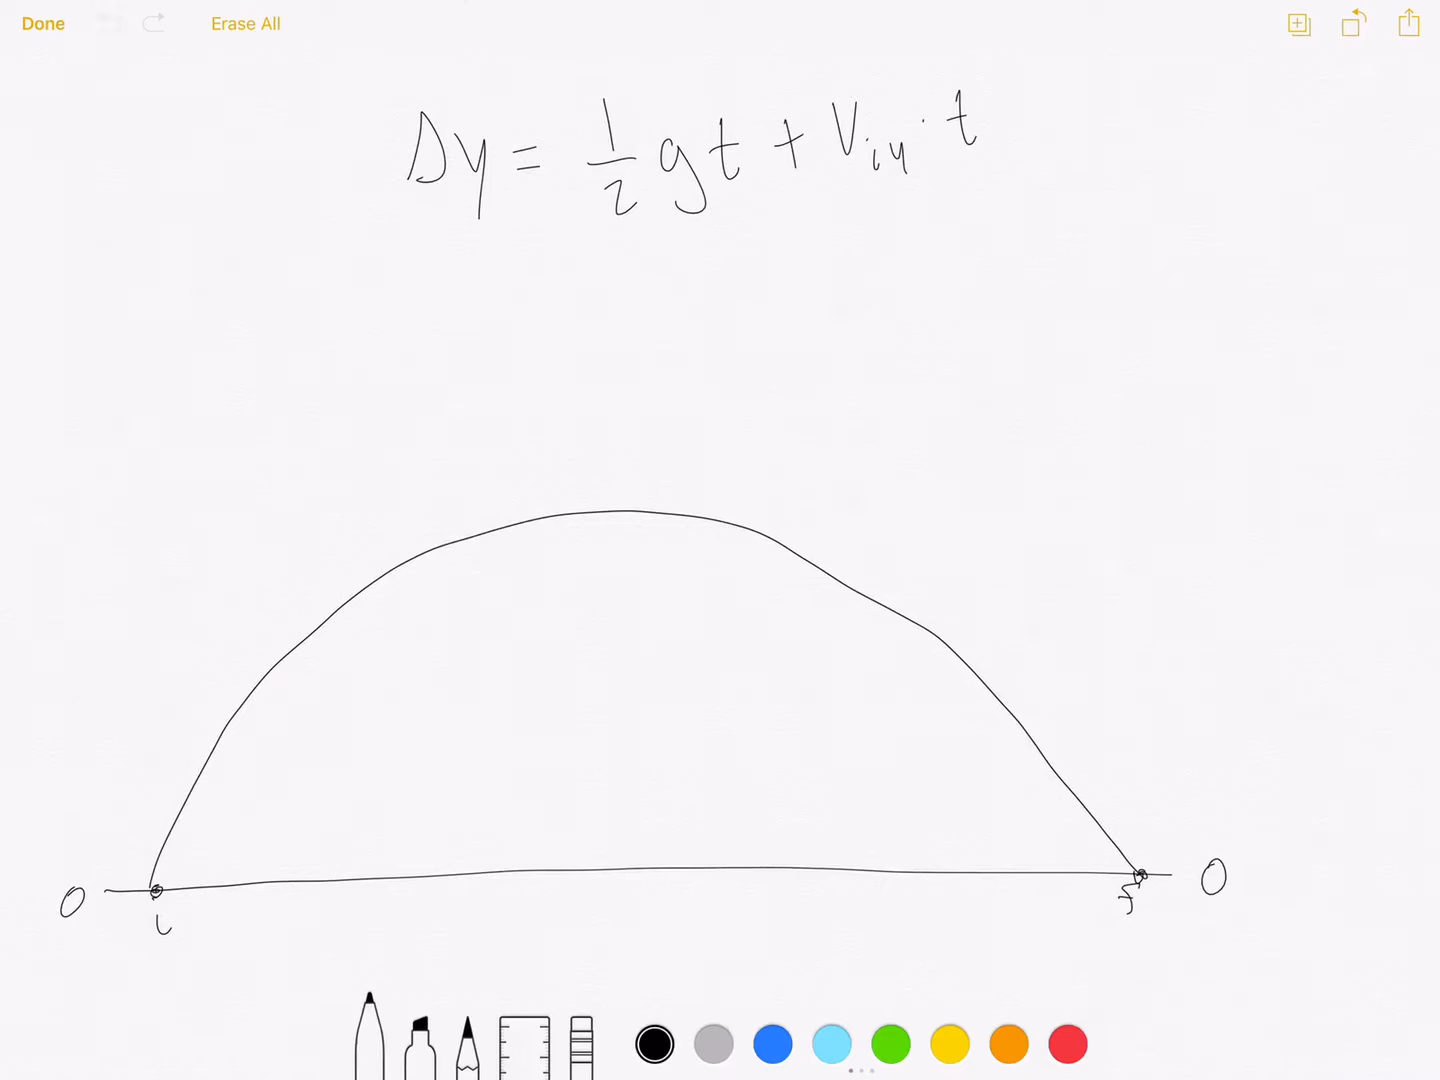 Done Erase All
Δy = 1/2 gt + Viy · t
0 i f 0